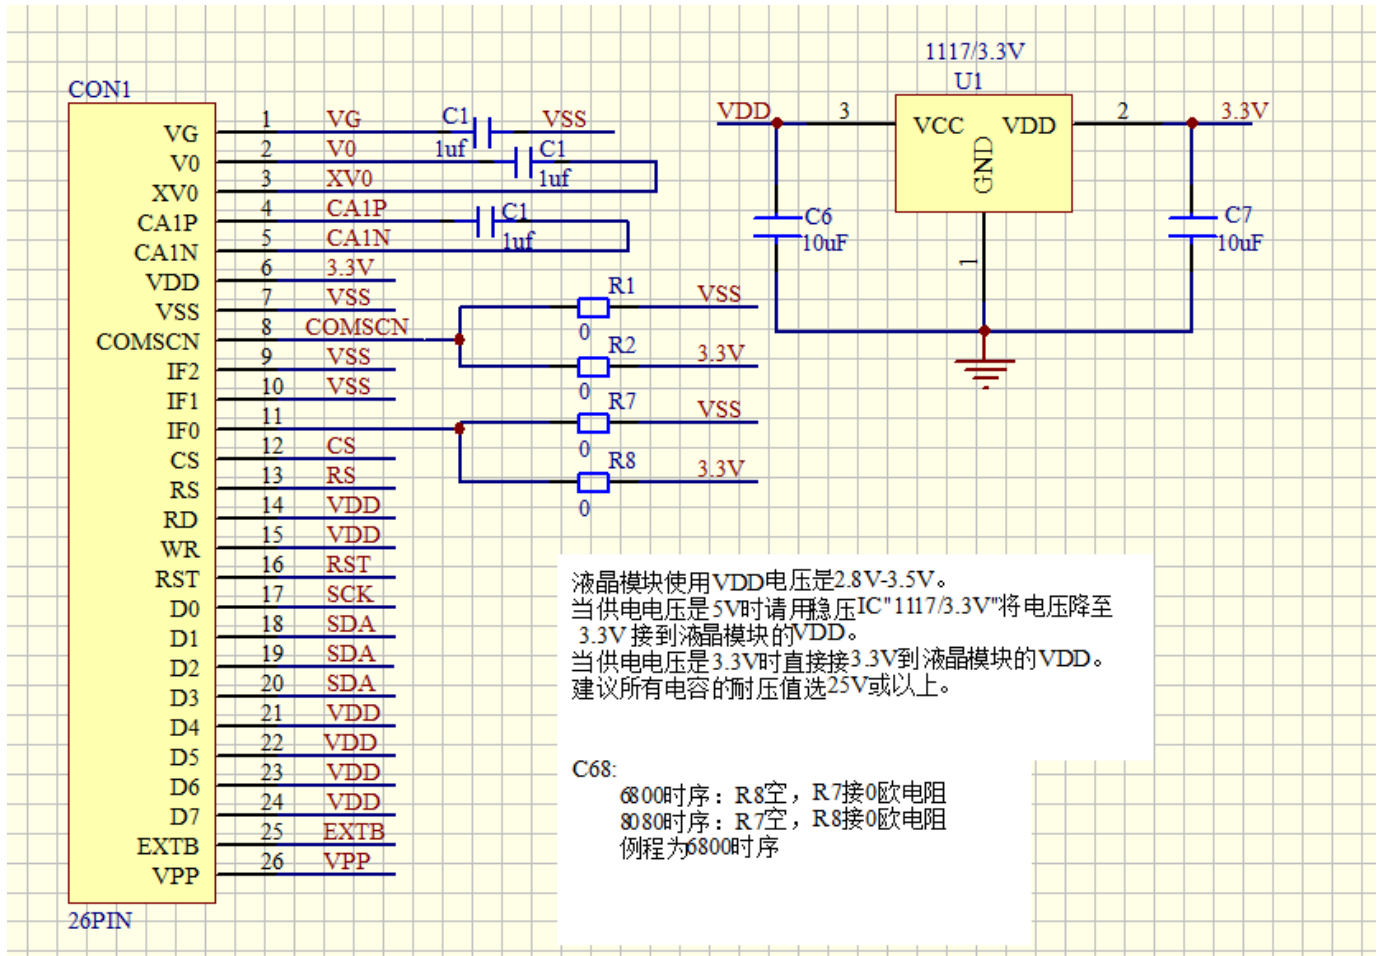 CON1
VG 1 VG C1 1uf VSS
V0 2 V0 C1 1uf
XV0 3 XV0
CA1P 4 CA1P C1 1uf
CA1N 5 CA1N
VDD 6 3.3V
VSS 7 VSS
COMSCN 8 COMSCN
IF2 9 VSS
IF1 10 VSS
IF0 11
CS 12 CS
RS 13 RS
RD 14 VDD
WR 15 VDD
RST 16 RST
D0 17 SCK
D1 18 SDA
D2 19 SDA
D3 20 SDA
D4 21 VDD
D5 22 VDD
D6 23 VDD
D7 24 VDD
EXTB 25 EXTB
VPP 26 VPP
26PIN
R1 0 VSS
R2 0 3.3V
R7 0 VSS
R8 0 3.3V
1117/3.3V
U1
VDD 3 VCC VDD 2 3.3V
GND
1
C6
10uF
C7
10uF
液晶模块使用VDD电压是2.8V-3.5V。
当供电电压是5V时请用稳压IC"1117/3.3V"将电压降至
3.3V 接到液晶模块的VDD。
当供电电压是3.3V时直接接3.3V到液晶模块的VDD。
建议所有电容的耐压值选25V或以上。
C68:
6800时序：R8空，R7接0欧电阻
8080时序：R7空，R8接0欧电阻
例程为6800时序